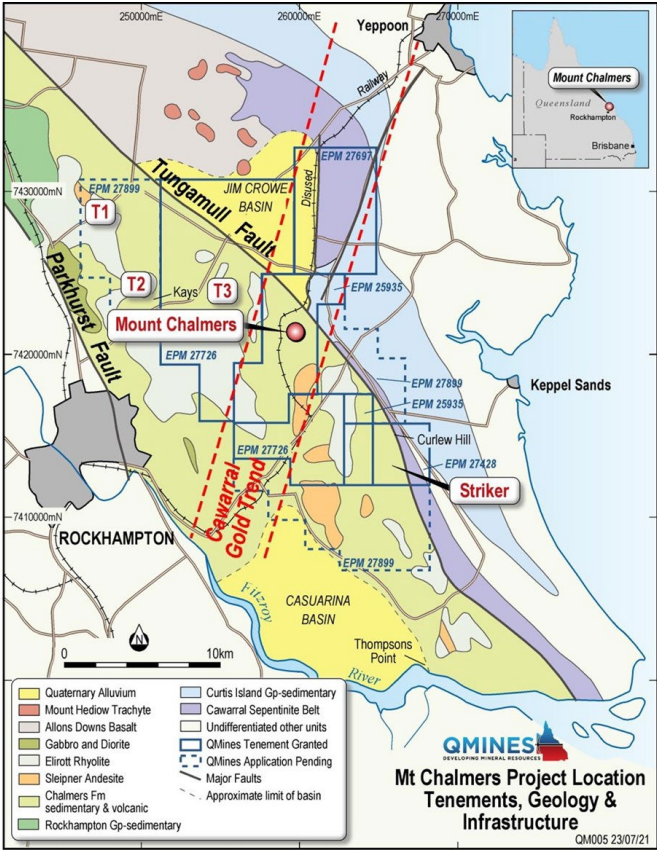 250000mE
260000mE
270000mE
Yeppoon
Railway
Disused
Mount Chalmers
Queensland
Rockhampton
Brisbane
EPM 27697
7430000mN
EPM 27899
T1
Tungamull Fault
JIM CROWE
BASIN
Parkhurst Fault
T2
Kays
T3
EPM 25935
Mount Chalmers
7420000mN
EPM 27726
EPM 27899
Keppel Sands
EPM 25935
Curlew Hill
EPM 27726
EPM 27428
Striker
Cawarral
Gold Trend
7410000mN
ROCKHAMPTON
EPM 27899
Fitzroy
CASUARINA
BASIN
Thompsons
Point
River
N
0
10km
Quaternary Alluvium
Mount Hediow Trachyte
Allons Downs Basalt
Gabbro and Diorite
Elirott Rhyolite
Sleipner Andesite
Chalmers Fm
sedimentary & volcanic
Rockhampton Gp-sedimentary
Curtis Island Gp-sedimentary
Cawarral Sepentinite Belt
Undifferentiated other units
QMines Tenement Granted
QMines Application Pending
Major Faults
Approximate limit of basin
QMINES
DEVELOPING MINERAL RESOURCES
Mt Chalmers Project Location
Tenements, Geology &
Infrastructure
QM005 23/07/21